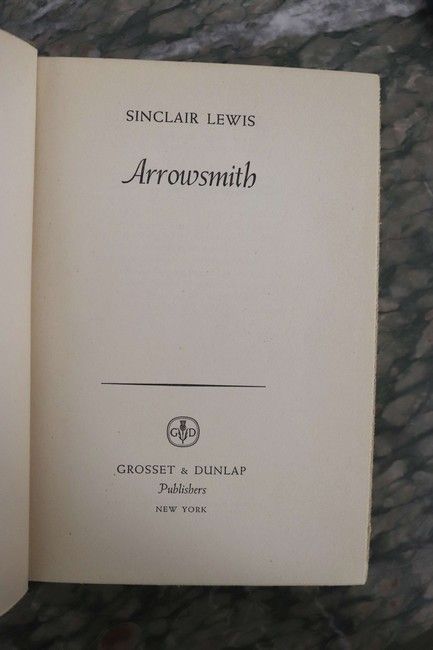 SINCLAIR LEWIS
Arrowsmith
G D
GROSSET & DUNLAP
Publishers
NEW YORK